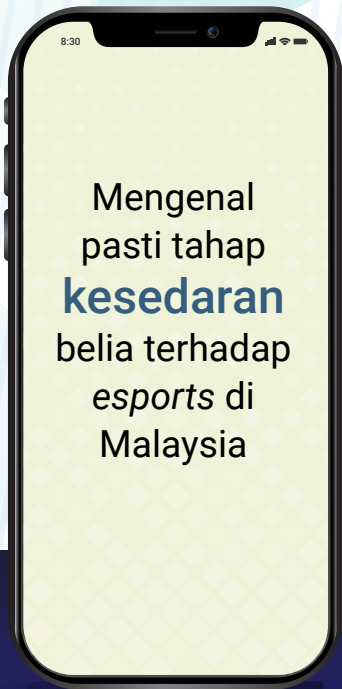 8:30
Mengenal
pasti tahap
kesedaran
belia terhadap
esports di
Malaysia